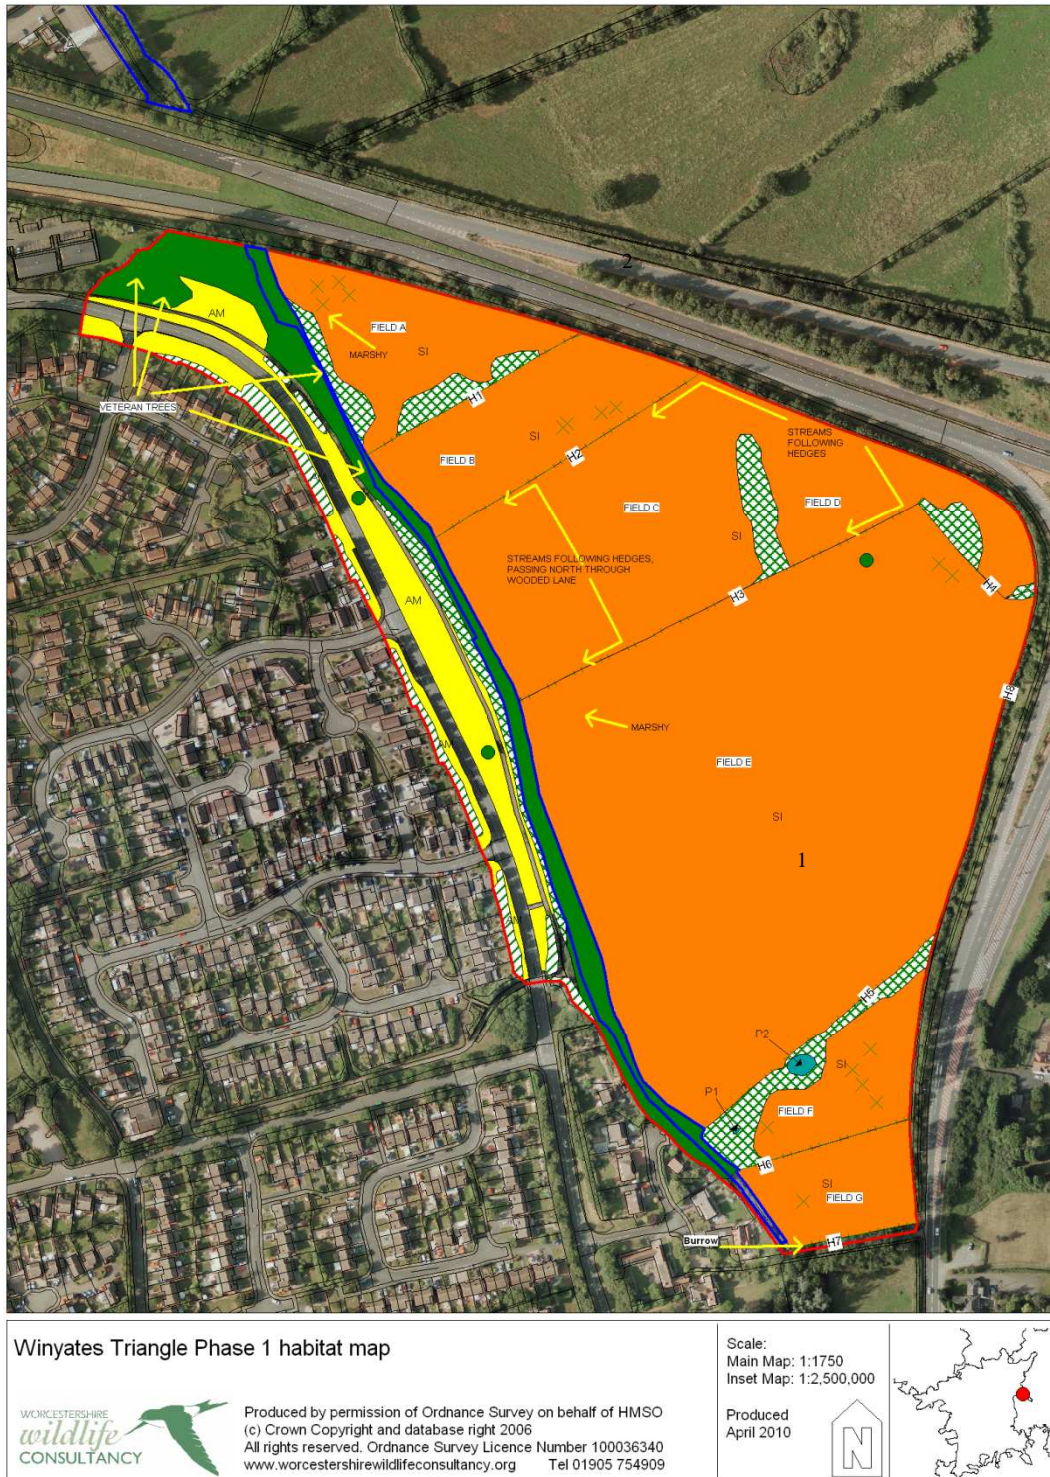 2
AM
FIELD A
SI
MARSHY
VETERAN TREES
H1
SI
FIELD B
H2
STREAMS
FOLLOWING
HEDGES
FIELD C
FIELD D
SI
STREAMS FOLLOWING HEDGES,
PASSING NORTH THROUGH
WOODED LANE
AM
H3
H4
H8
MARSHY
AM
FIELD E
SI
1
AM
H5
P2
SI
P1
FIELD F
H6
SI
FIELD G
Burrow
H7
Winyates Triangle Phase 1 habitat map
WORCESTERSHIRE
wildlife
CONSULTANCY
Produced by permission of Ordnance Survey on behalf of HMSO
(c) Crown Copyright and database right 2006
All rights reserved. Ordnance Survey Licence Number 100036340
www.worcestershirewildlifeconsultancy.org Tel 01905 754909
Scale:
Main Map: 1:1750
Inset Map: 1:2,500,000
Produced
April 2010
N